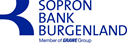 SOPRON
BANK
BURGENLAND
Member of GRAWE Group